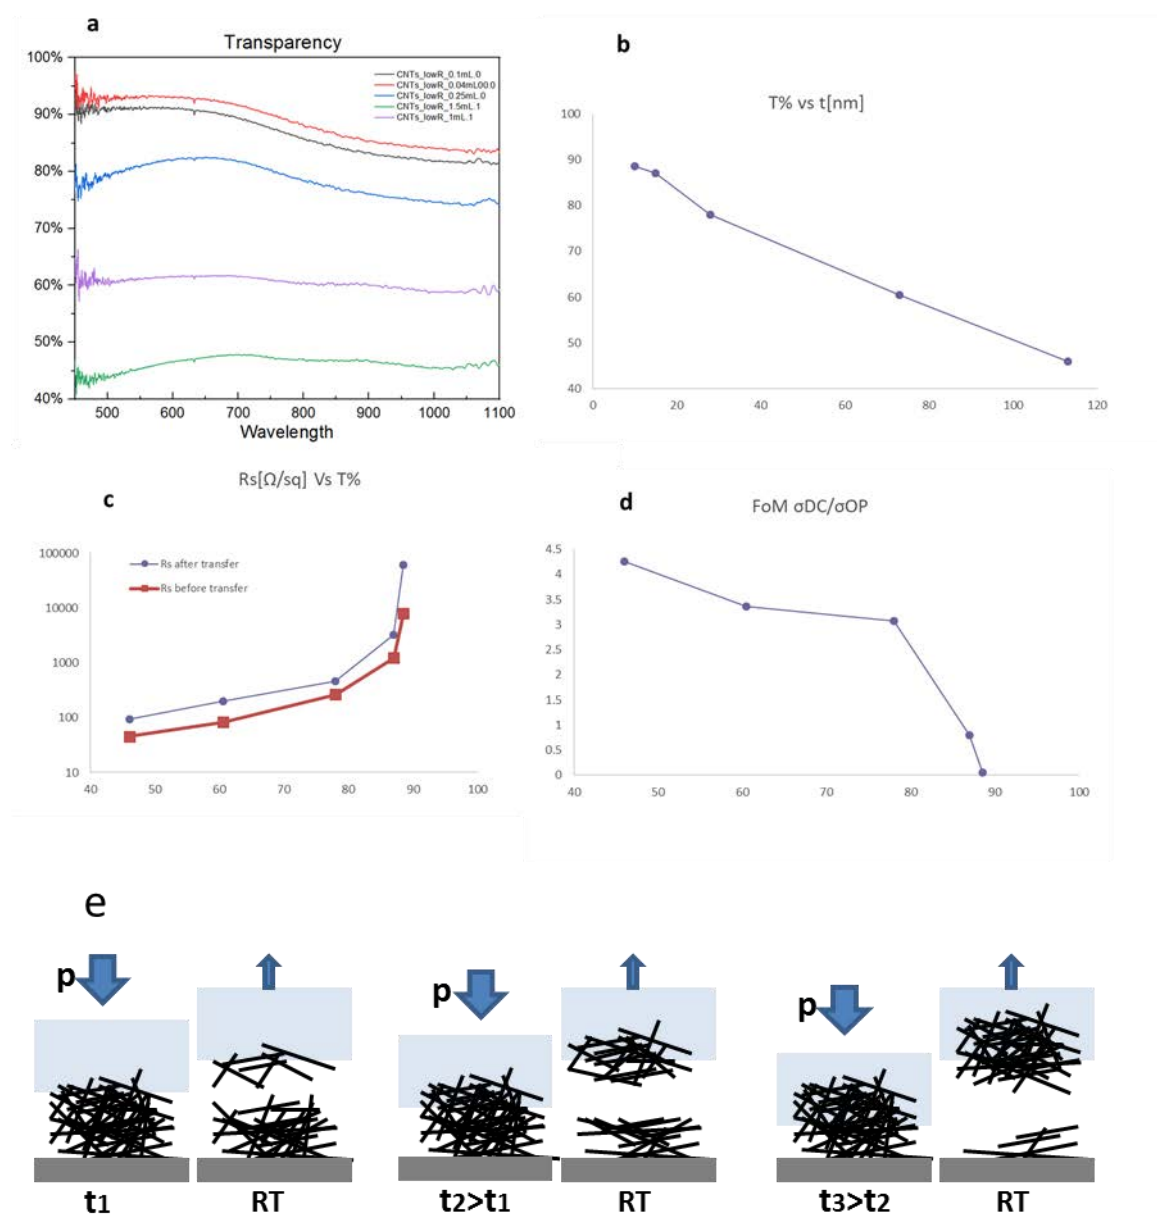 a
Transparency
100%
90%
80%
70%
60%
50%
40%
CNTs_lowR_0.1mL.0
CNTs_lowR_0.04mL00.0
CNTs_lowR_0.25mL.0
CNTs_lowR_1.5mL.1
CNTs_lowR_1mL.1
500 600 700 800 900 1000 1100
Wavelength
b
T% vs t[nm]
100
90
80
70
60
50
40
0 20 40 60 80 100 120
Rs[Ω/sq] Vs T%
c
100000
10000
1000
100
10
Rs after transfer
Rs before transfer
40 50 60 70 80 90 100
d
FoM σDC/σOP
4.5
4
3.5
3
2.5
2
1.5
1
0.5
0
40 50 60 70 80 90 100
e
p
p
p
t1 RT t2>t1 RT t3>t2 RT